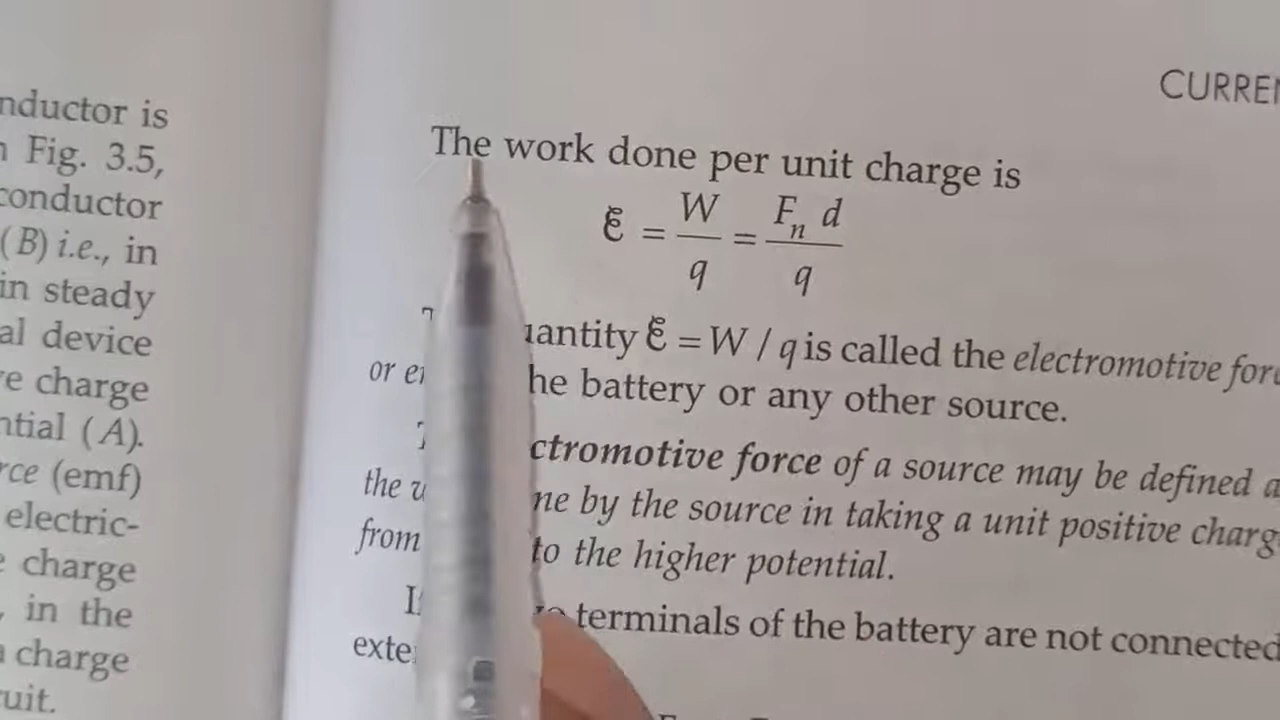 nductor is
Fig. 3.5,
conductor
(B) i.e., in
in steady
al device
e charge
ntial (A).
rce (emf)
electric-
charge
, in the
charge
uit.
CURREN
The work done per unit charge is
ℰ = W / q = F_n d / q
uantity ℰ = W / q is called the electromotive for
or e he battery or any other source.
ctromotive force of a source may be defined a
the ne by the source in taking a unit positive charg
from to the higher potential.
terminals of the battery are not connected
exte